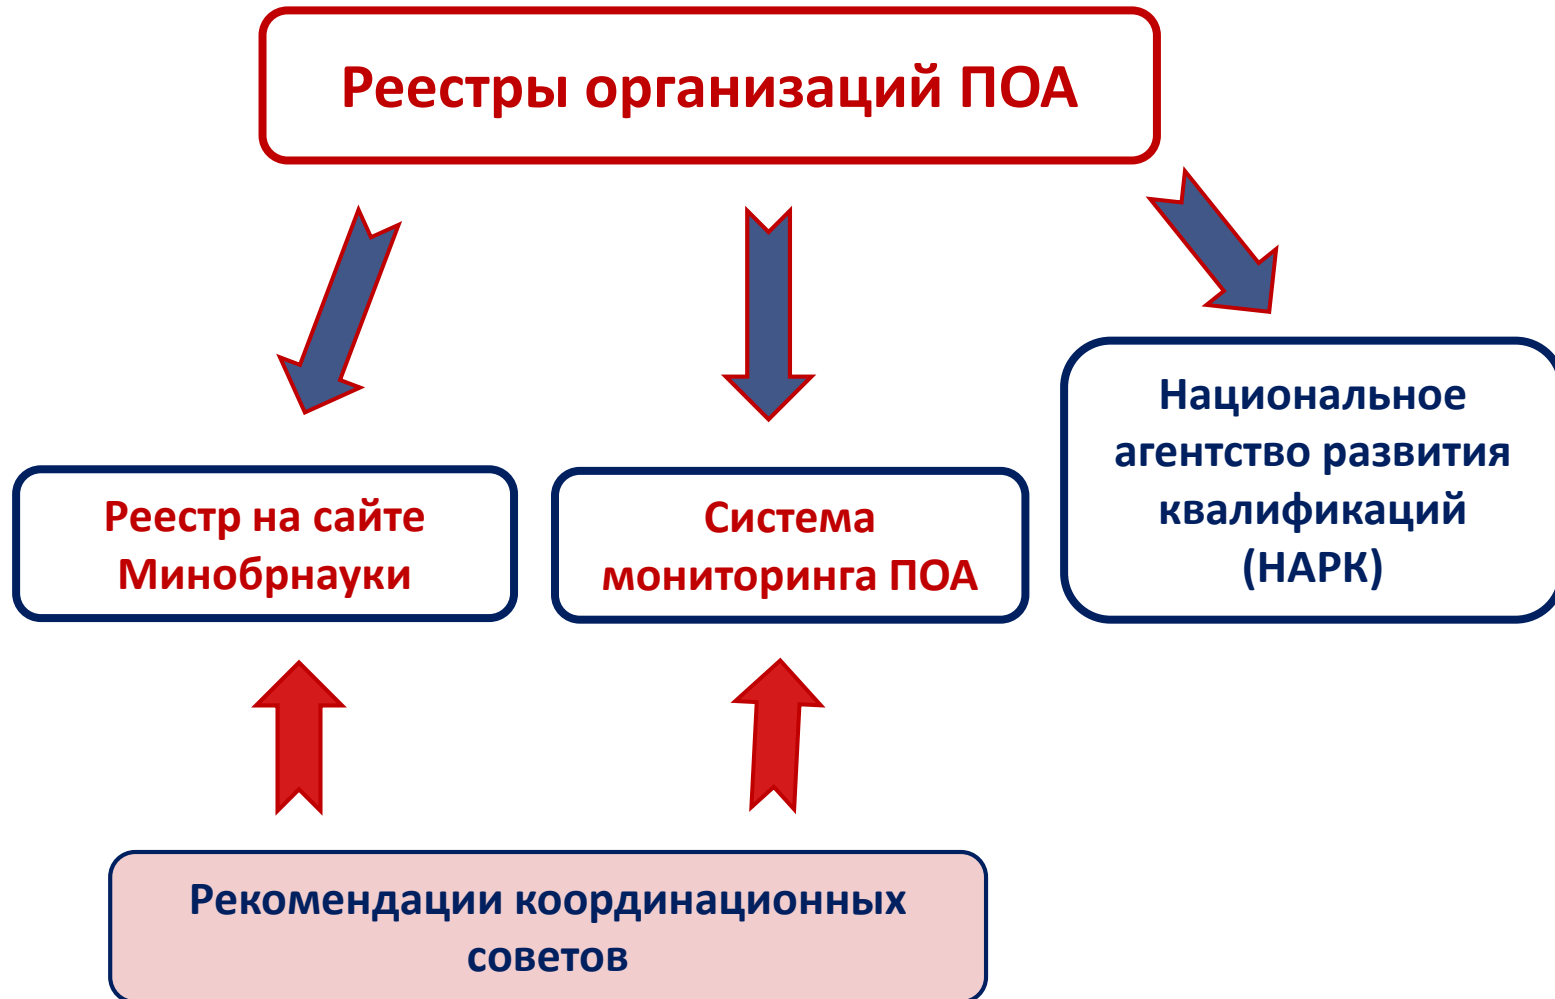 Реестры организаций ПОА
Реестр на сайте
Минобрнауки
Система
мониторинга ПОА
Национальное
агентство развития
квалификаций
(НАРК)
Рекомендации координационных
советов